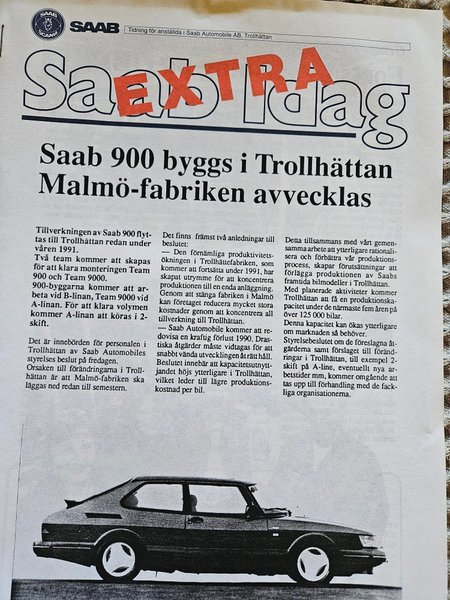 SAAB
SCANIA
SAAB
Tidning för anställda i Saab Automobile AB, Trollhättan
Saab Idag
EXTRA
Saab 900 byggs i Trollhättan
Malmö-fabriken avvecklas
Tillverkningen av Saab 900 flyt-
tas till Trollhättan redan under
våren 1991.
Två team kommer att skapas
för att klara monteringen Team
900 och Team 9000.
900-byggarna kommer att ar-
beta vid B-linan, Team 9000 vid
A-linan. För att klara volymen
kommer A-linan att köras i 2-
skift.
Det är innebörden för personalen i
Trollhättan av Saab Automobiles
styrelses beslut på fredagen.
Orsaken till förändringarna i Troll-
hättan är att Malmö-fabriken ska
läggas ned redan till semestern.
Det finns främst två anledningar till
beslutet:
— Den förnämliga produktivitets-
ökningen i Trollhättefabriken, som
kommer att fortsätta under 1991, har
skapat utrymme för att koncentrera
produktionen till en enda anläggning.
Genom att stänga fabriken i Malmö
kan företaget reducera mycket stora
kostnader genom att koncentrera all
tillverkning till Trollhättan.
— Saab Automobile kommer att re-
dovisa en kraftig förlust 1990. Dras-
tiska åtgärder måste vidtagas för att
snabbt vända utvecklingen åt rätt håll.
Beslutet innebär att kapacitetsutnytt-
jandet höjs ytterligare i Trollhättan,
vilket leder till lägre produktions-
kostnad per bil.
Detta tillsammans med vårt gemen-
samma arbete att ytterligare rationali-
sera och förbättra vår produktions-
process, skapar förutsättningar att
förlägga produktionen av Saabs
framtida bilmodeller i Trollhättan.
Med planerade aktiviteter kommer
Trollhättan att få en produktionska-
pacitet under de närmaste fem åren på
över 125 000 bilar.
Denna kapacitet kan ökas ytterligare
om marknaden så behöver.
Styrelsebeslutet om de föreslagna åt-
gärderna samt förslaget till föränd-
ringar i Trollhättan, till exempel 2-
skift på A-line, eventuellt nya ar-
betstider mm, kommer omgående att
tas upp till förhandling med de fack-
liga organisationerna.